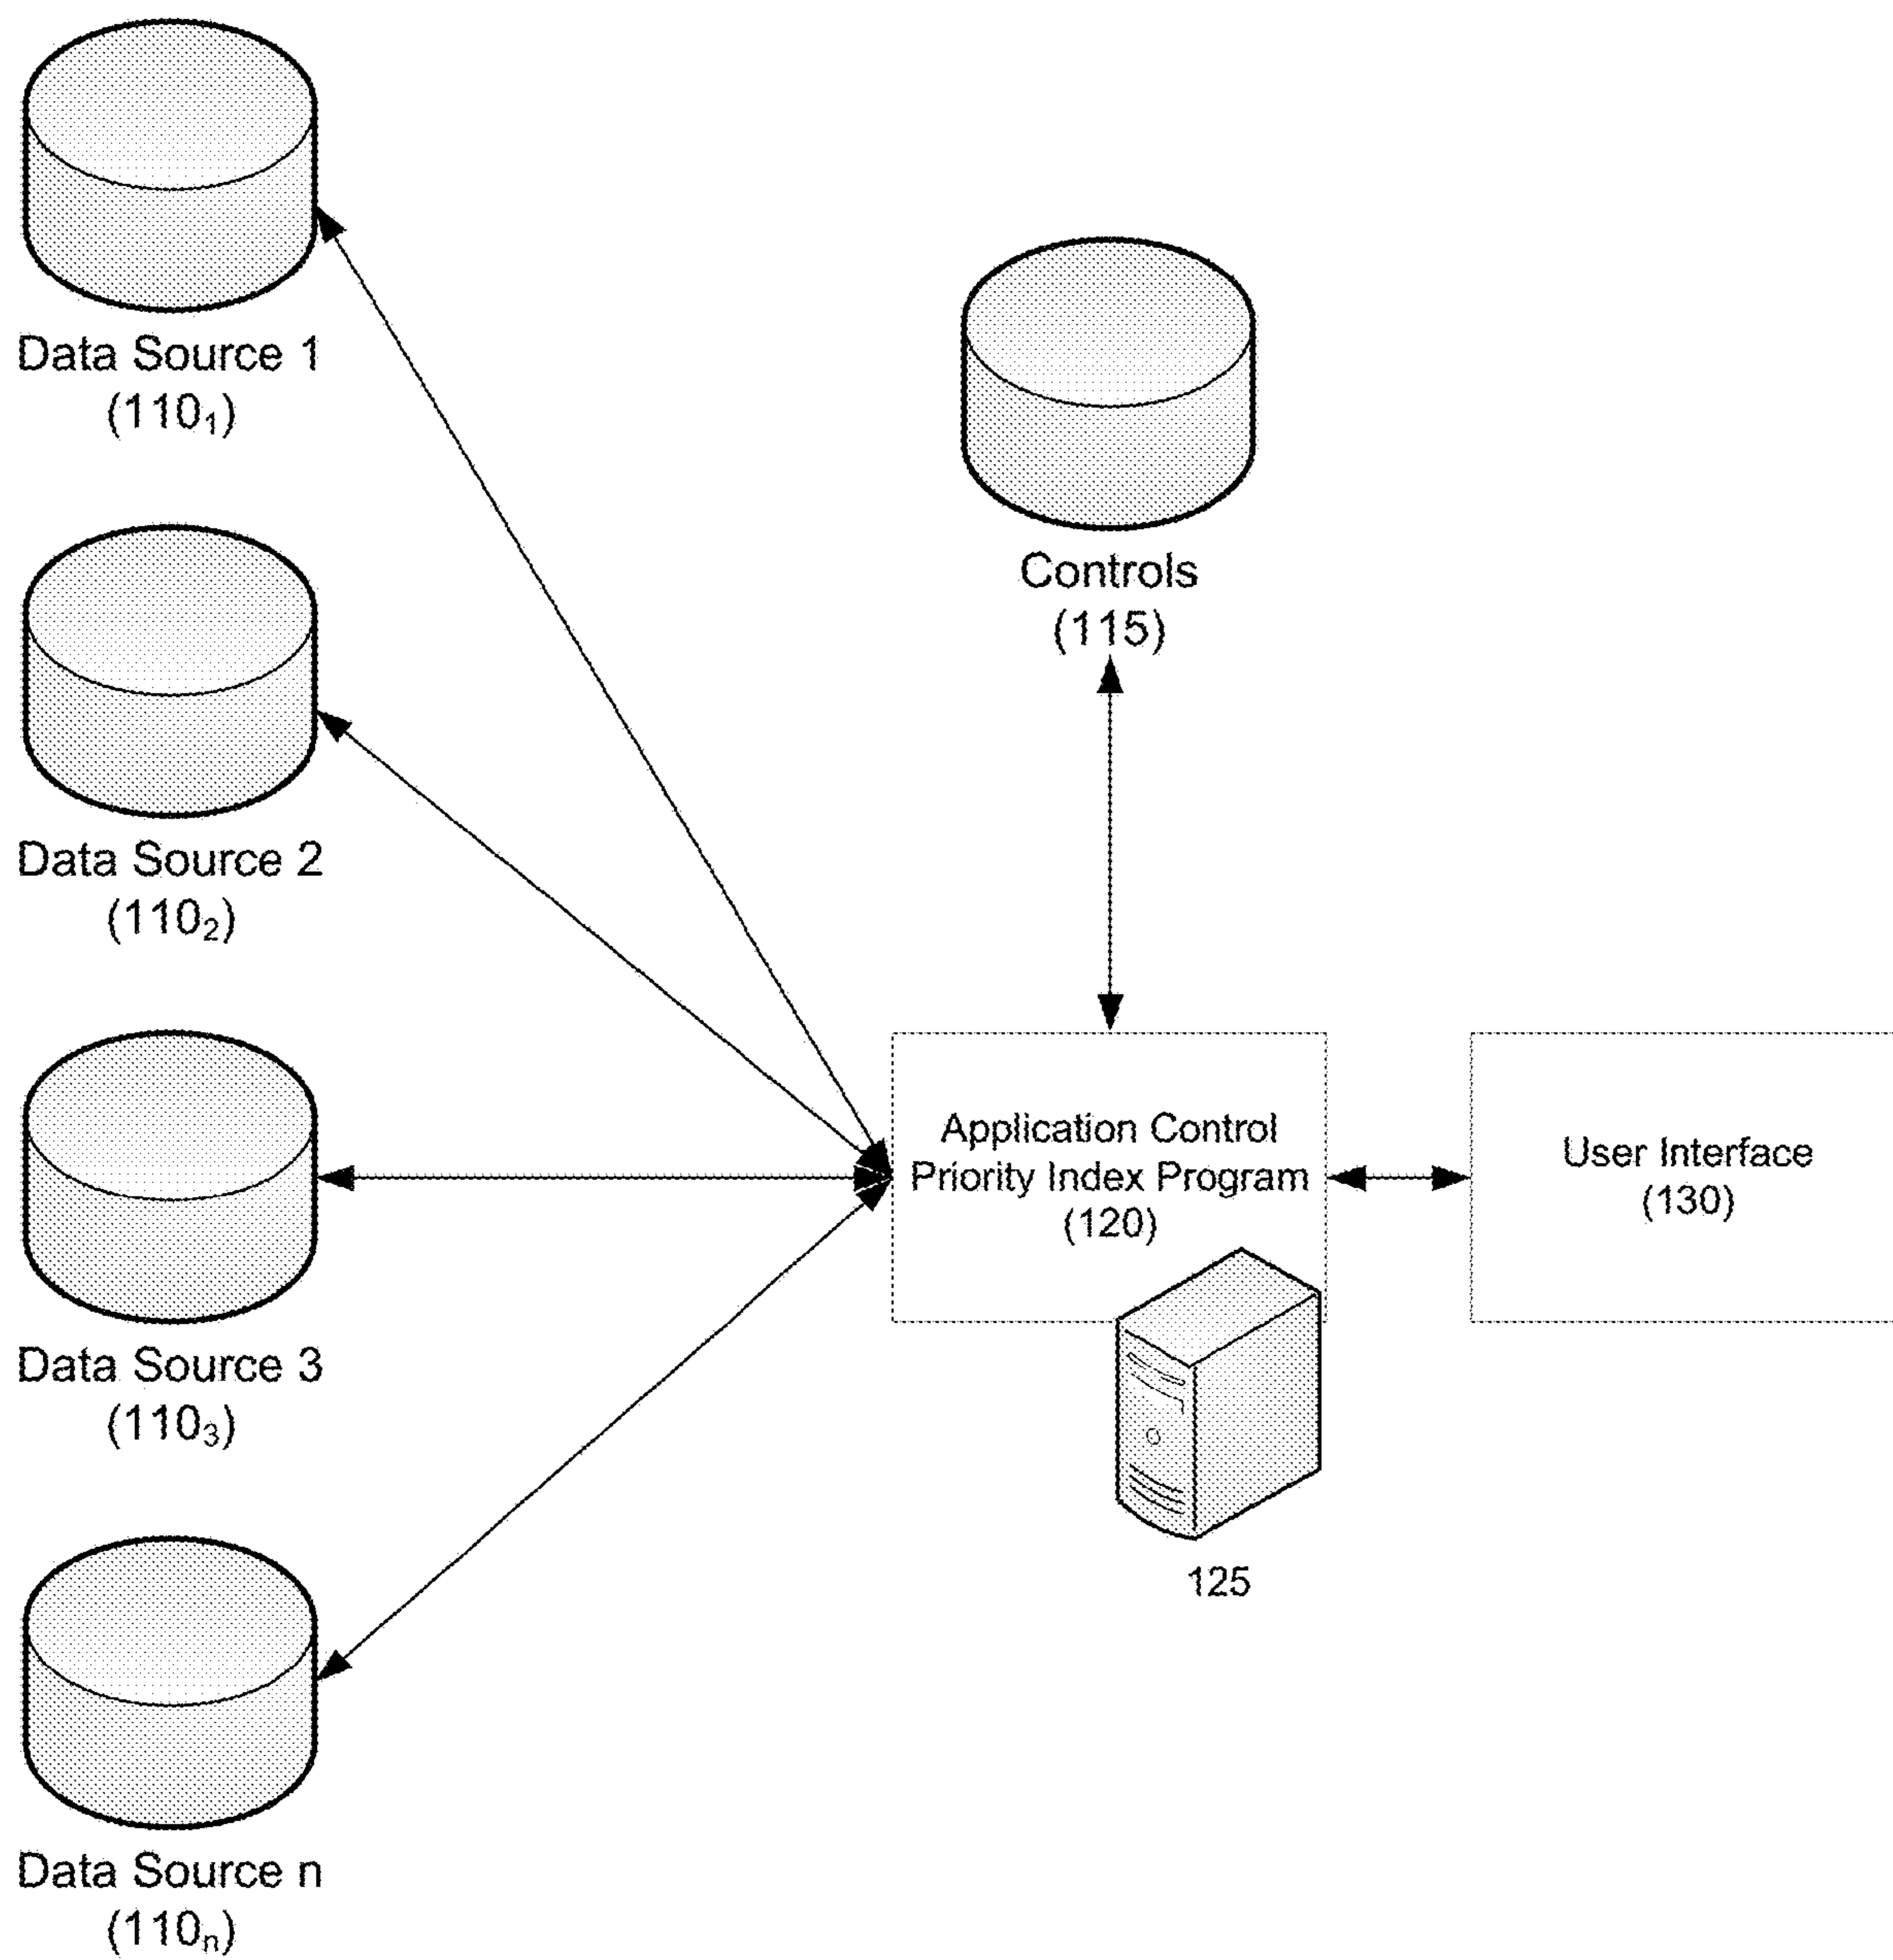 Data Source 1
(110₁)
Controls
(115)
Data Source 2
(110₂)
Application Control
Priority Index Program
(120)
User Interface
(130)
Data Source 3
(110₃)
125
Data Source n
(110ₙ)